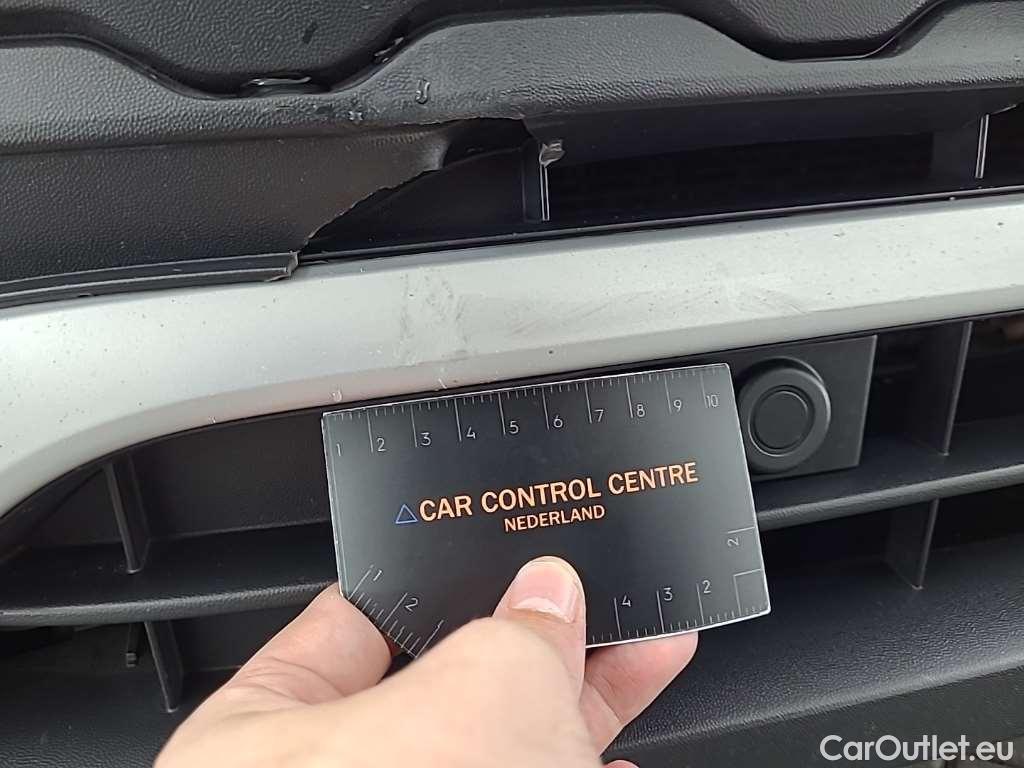 1 2 3 4 5 6 7 8 9 10
CAR CONTROL CENTRE
NEDERLAND
2
1 2
4 3 2
CarOutlet.eu